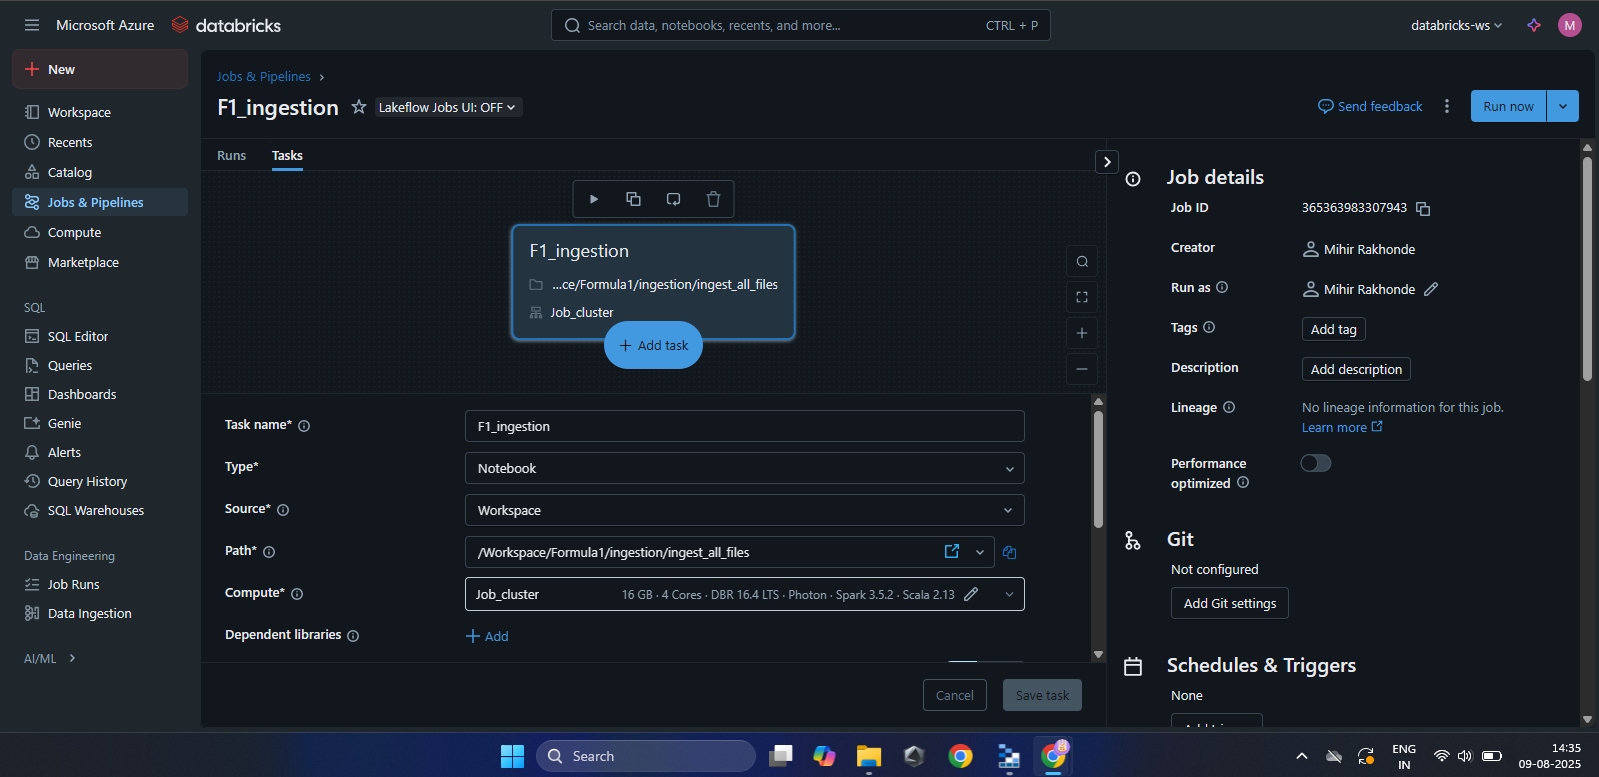 Microsoft Azure databricks
Search data, notebooks, recents, and more... CTRL + P
databricks-ws
M
New
Workspace
Recents
Catalog
Jobs & Pipelines
Compute
Marketplace
SQL
SQL Editor
Queries
Dashboards
Genie
Alerts
Query History
SQL Warehouses
Data Engineering
Job Runs
Data Ingestion
AI/ML
Jobs & Pipelines
F1_ingestion Lakeflow Jobs UI: OFF
Send feedback Run now
Runs Tasks
F1_ingestion
...ce/Formula1/ingestion/ingest_all_files
Job_cluster
+ Add task
Task name* F1_ingestion
Type* Notebook
Source* Workspace
Path* /Workspace/Formula1/ingestion/ingest_all_files
Compute* Job_cluster 16 GB · 4 Cores · DBR 16.4 LTS · Photon · Spark 3.5.2 · Scala 2.13
Dependent libraries + Add
Cancel Save task
Job details
Job ID 365363983307943
Creator Mihir Rakhonde
Run as Mihir Rakhonde
Tags Add tag
Description Add description
Lineage No lineage information for this job.
Learn more
Performance
optimized
Git
Not configured
Add Git settings
Schedules & Triggers
None
Search
ENG
IN
14:35
09-08-2025